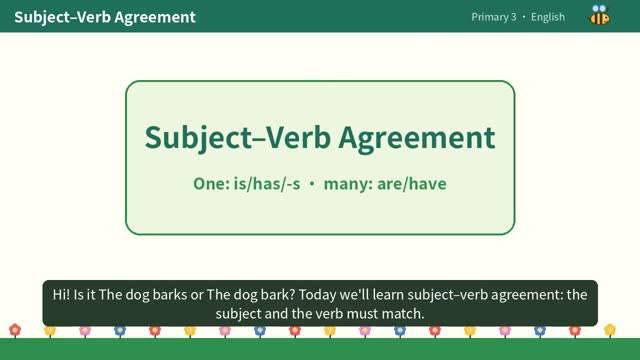 Subject–Verb Agreement
Primary 3 • English
Subject–Verb Agreement
One: is/has/-s • many: are/have
Hi! Is it The dog barks or The dog bark? Today we'll learn subject–verb agreement: the
subject and the verb must match.